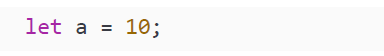 let a = 10;